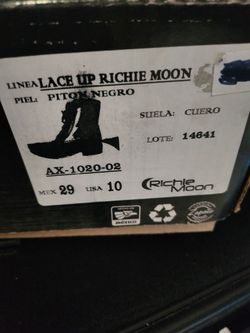 LINEA LACE UP RICHIE MOON
PIEL: PITON NEGRO
SUELA: CUERO
LOTE: 14641
AX-1020-02
MEX 29 USA 10
Richie Moon